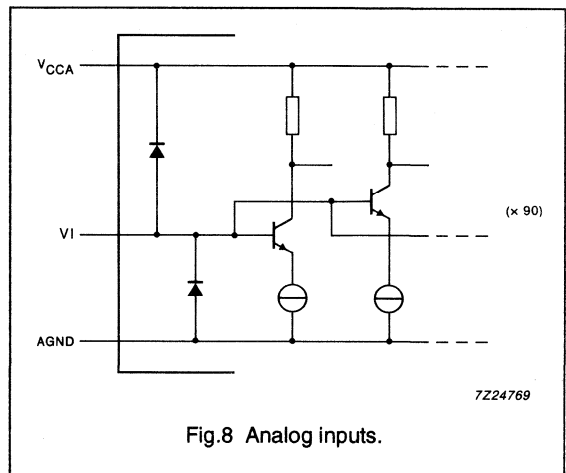 VCCA
(× 90)
VI
AGND
7Z24769
Fig.8 Analog inputs.